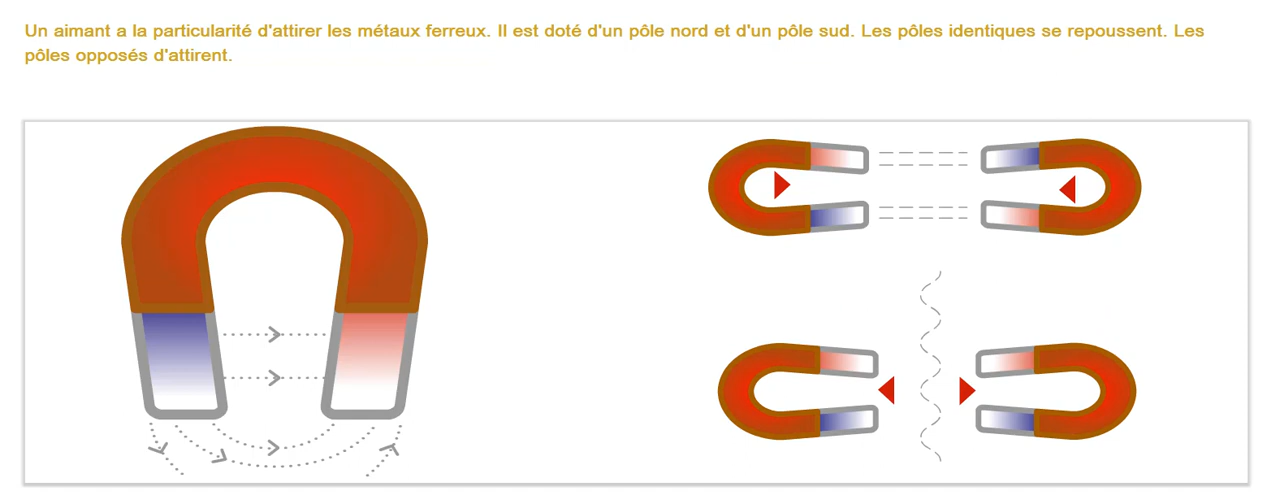 Un aimant a la particularité d'attirer les métaux ferreux. Il est doté d'un pôle nord et d'un pôle sud. Les pôles identiques se repoussent. Les
pôles opposés d'attirent.